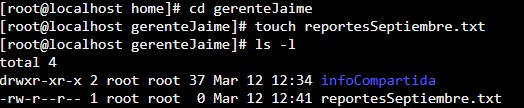 [root@localhost home]# cd gerenteJaime
[root@localhost gerenteJaime]# touch reportesSeptiembre.txt
[root@localhost gerenteJaime]# ls -l
total 4
drwxr-xr-x 2 root root 37 Mar 12 12:34 infoCompartida
-rw-r--r-- 1 root root  0 Mar 12 12:41 reportesSeptiembre.txt